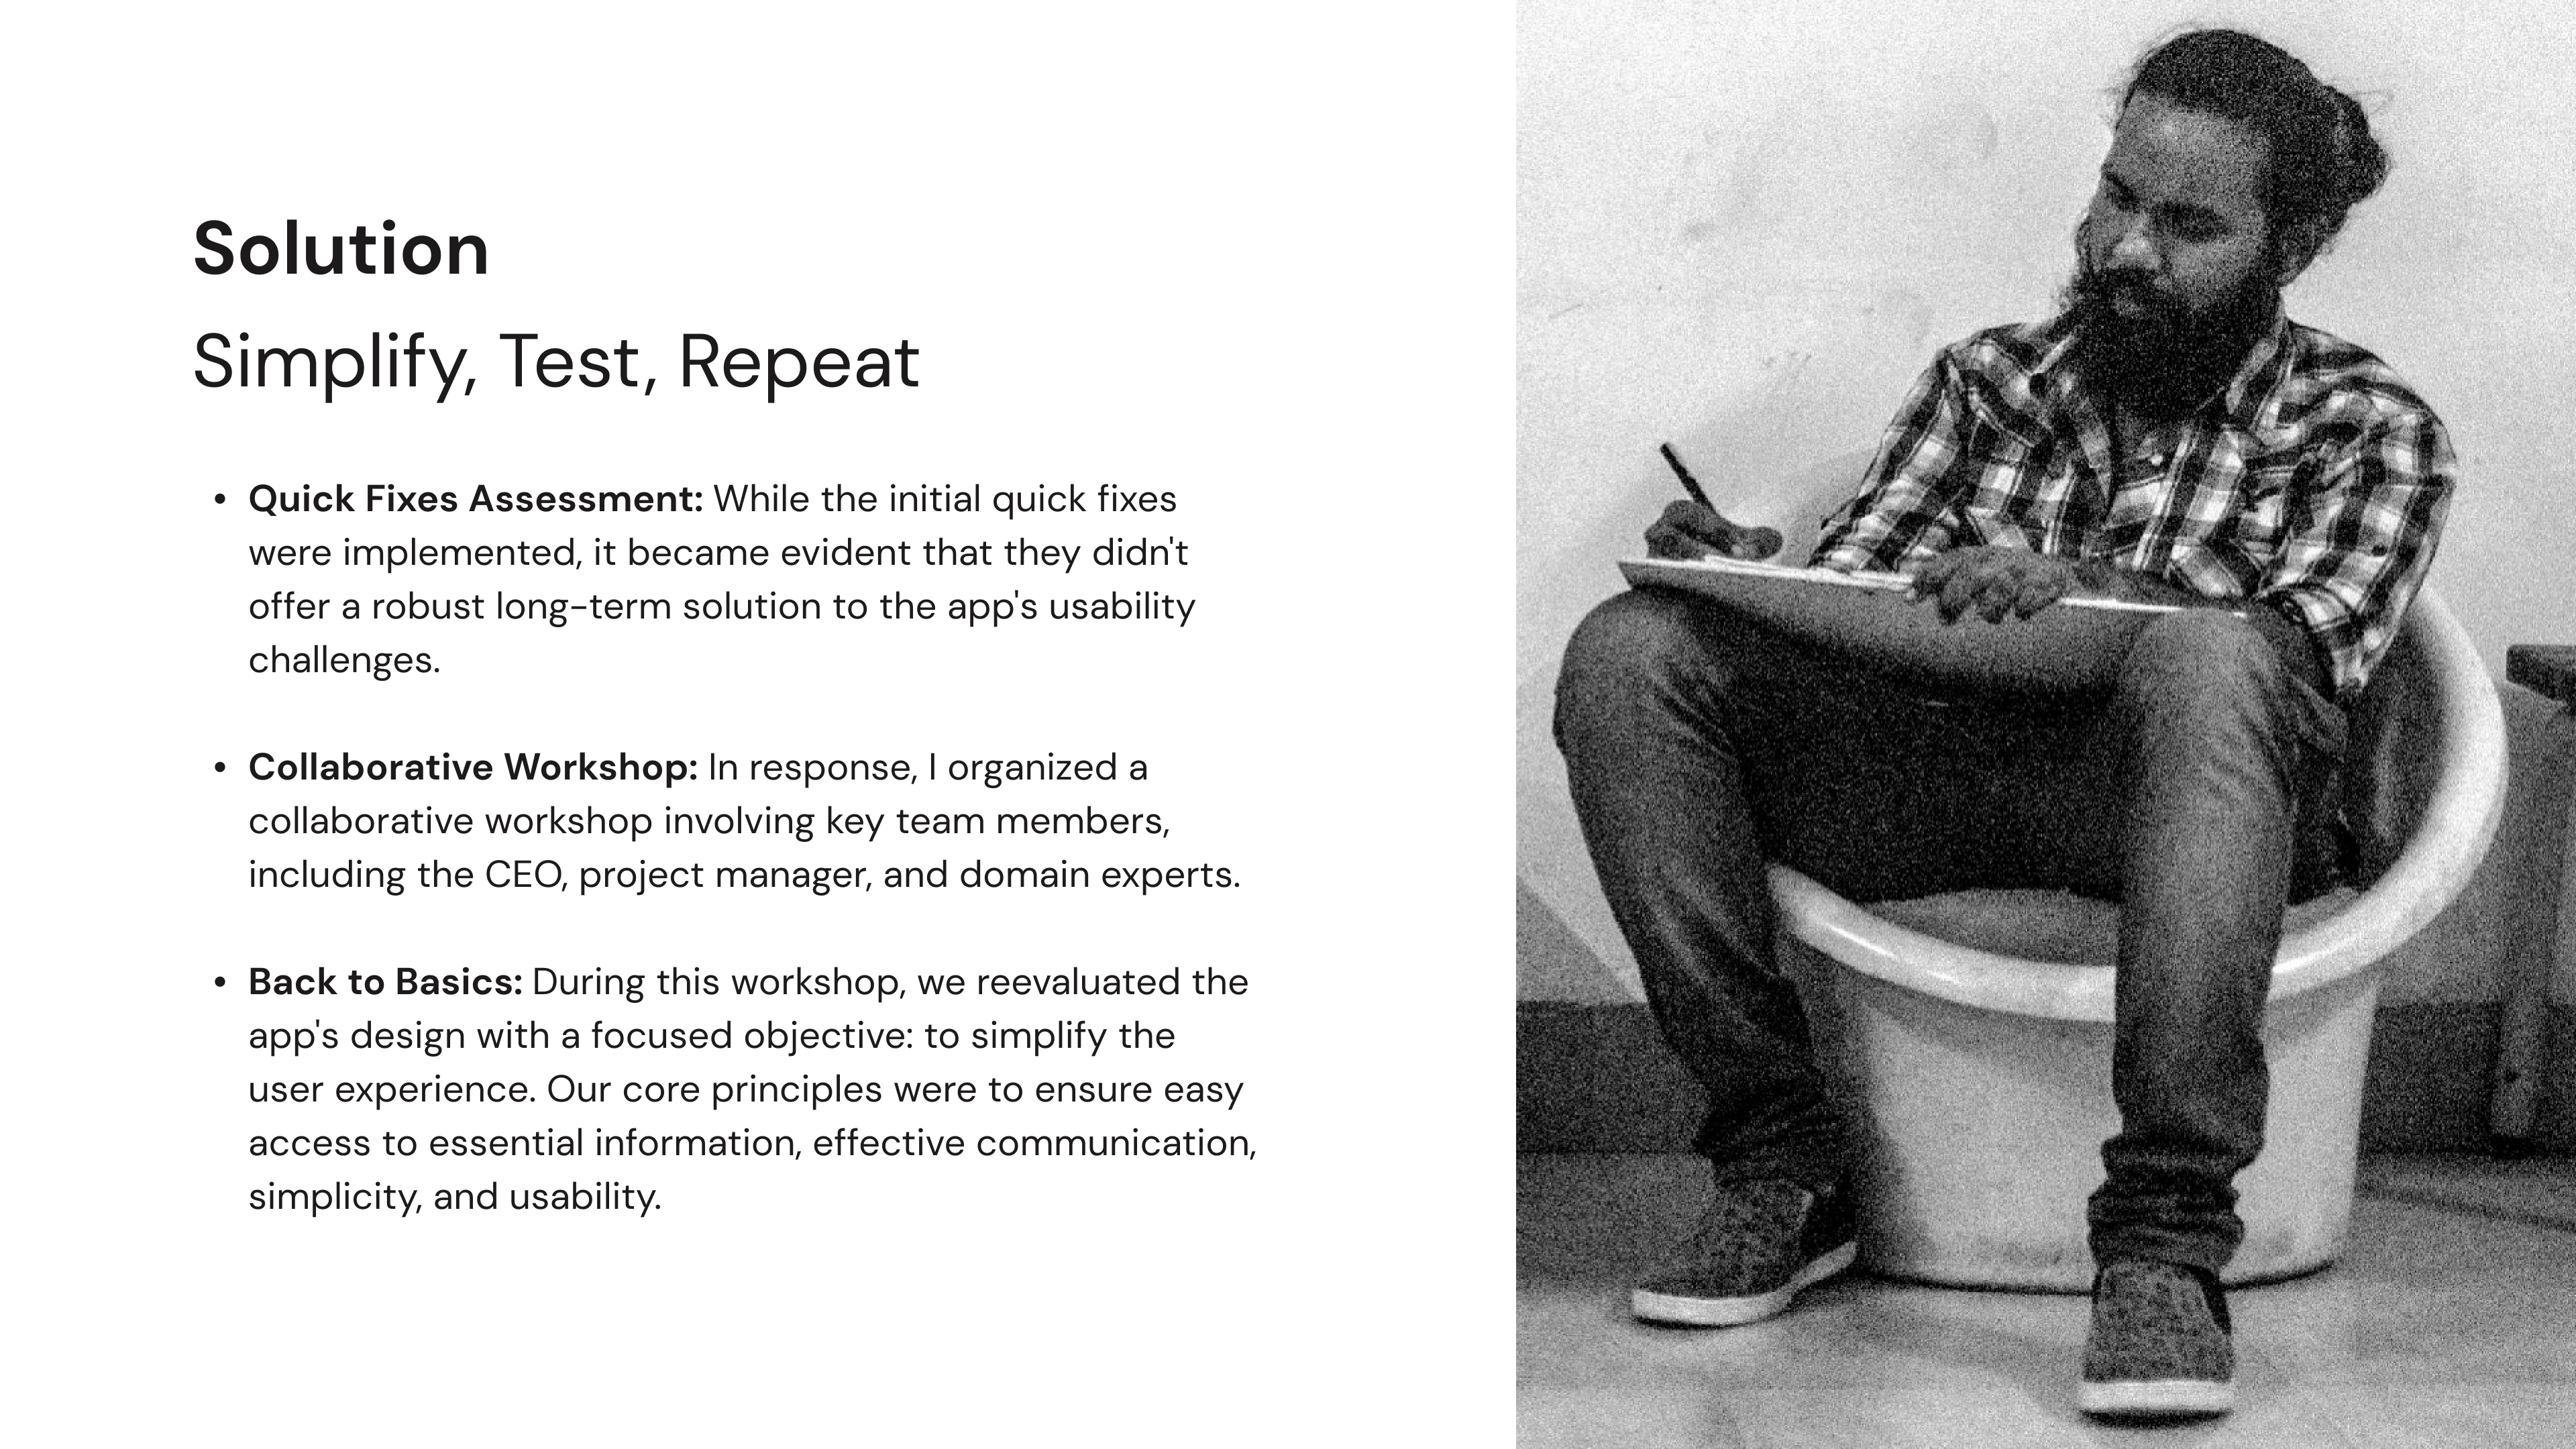 Solution
Simplify, Test, Repeat
• Quick Fixes Assessment: While the initial quick fixes
were implemented, it became evident that they didn't
offer a robust long-term solution to the app's usability
challenges.
• Collaborative Workshop: In response, I organized a
collaborative workshop involving key team members,
including the CEO, project manager, and domain experts.
• Back to Basics: During this workshop, we reevaluated the
app's design with a focused objective: to simplify the
user experience. Our core principles were to ensure easy
access to essential information, effective communication,
simplicity, and usability.